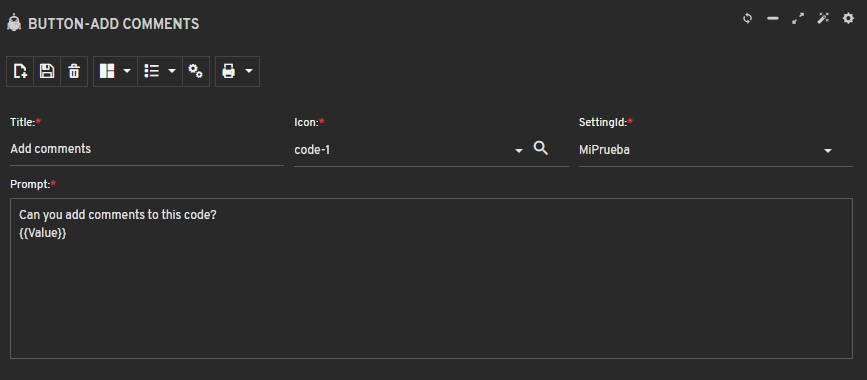 BUTTON-ADD COMMENTS
Title:*
Icon:*
SettingId:*
Add comments
code-1
MiPrueba
Prompt:*
Can you add comments to this code?
{{Value}}